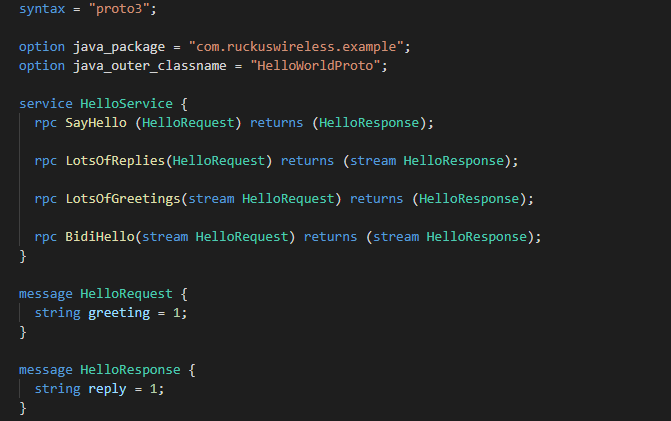 syntax = "proto3";
option java_package = "com.ruckuswireless.example";
option java_outer_classname = "HelloWorldProto";
service HelloService {
rpc SayHello (HelloRequest) returns (HelloResponse);
rpc LotsOfReplies(HelloRequest) returns (stream HelloResponse);
rpc LotsOfGreetings(stream HelloRequest) returns (HelloResponse);
rpc BidiHello(stream HelloRequest) returns (stream HelloResponse);
}
message HelloRequest {
string greeting = 1;
}
message HelloResponse {
string reply = 1;
}